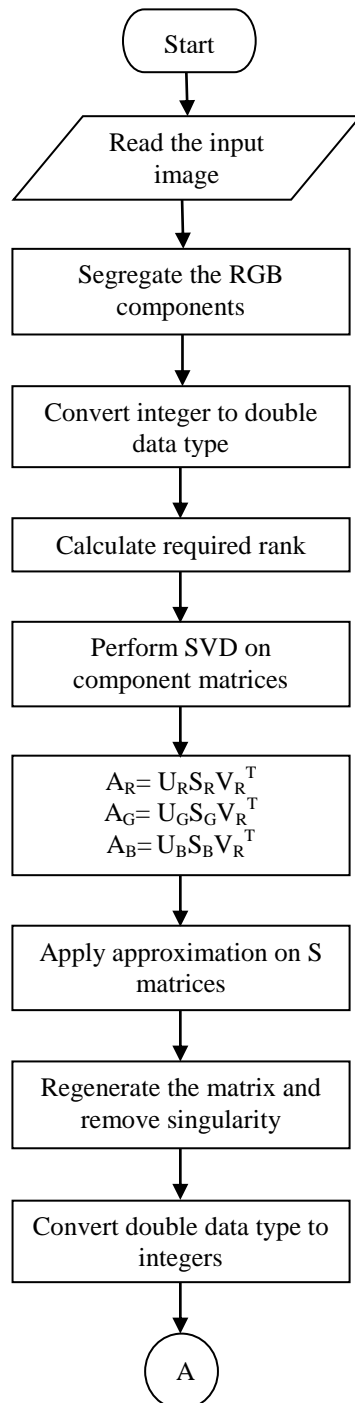 Start
Read the input
image
Segregate the RGB
components
Convert integer to double
data type
Calculate required rank
Perform SVD on
component matrices
A_R= U_RS_RV_R^T
A_G= U_GS_GV_R^T
A_B= U_BS_BV_R^T
Apply approximation on S
matrices
Regenerate the matrix and
remove singularity
Convert double data type to
integers
A